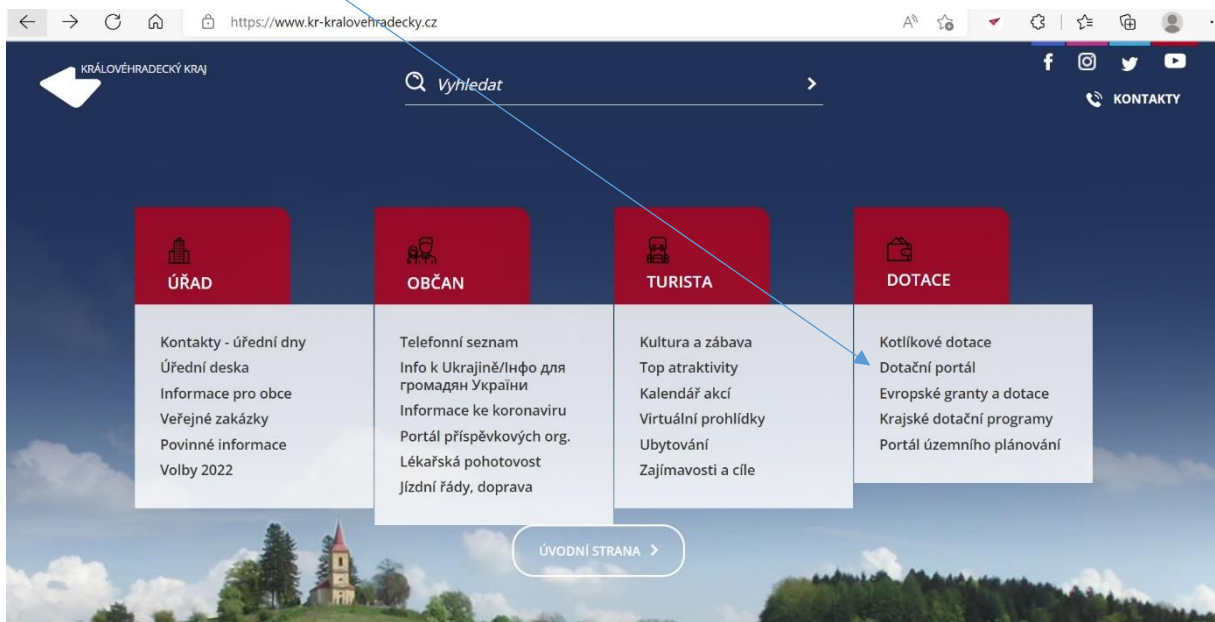 https://www.kr-kralovehradecky.cz
KRÁLOVÉHRADECKÝ KRAJ
Vyhledat
KONTAKTY
ÚŘAD
Kontakty - úřední dny
Úřední deska
Informace pro obce
Veřejné zakázky
Povinné informace
Volby 2022
OBČAN
Telefonní seznam
Info k Ukrajině/Інфо для
громадян України
Informace ke koronaviru
Portál příspěvkových org.
Lékařská pohotovost
Jízdní řády, doprava
TURISTA
Kultura a zábava
Top atraktivity
Kalendář akcí
Virtuální prohlídky
Ubytování
Zajímavosti a cíle
DOTACE
Kotlíkové dotace
Dotační portál
Evropské granty a dotace
Krajské dotační programy
Portál územního plánování
ÚVODNÍ STRANA